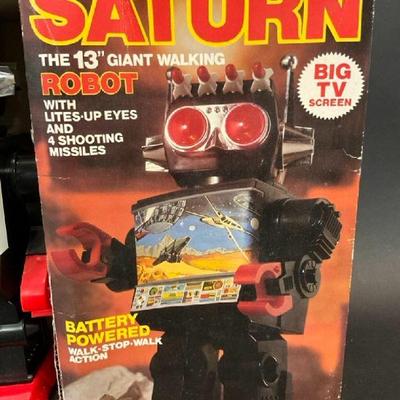 SATURN
THE 13" GIANT WALKING
ROBOT
WITH
LITES-UP EYES
AND
4 SHOOTING
MISSILES
BIG
TV
SCREEN
BATTERY
POWERED
WALK-STOP-WALK
ACTION